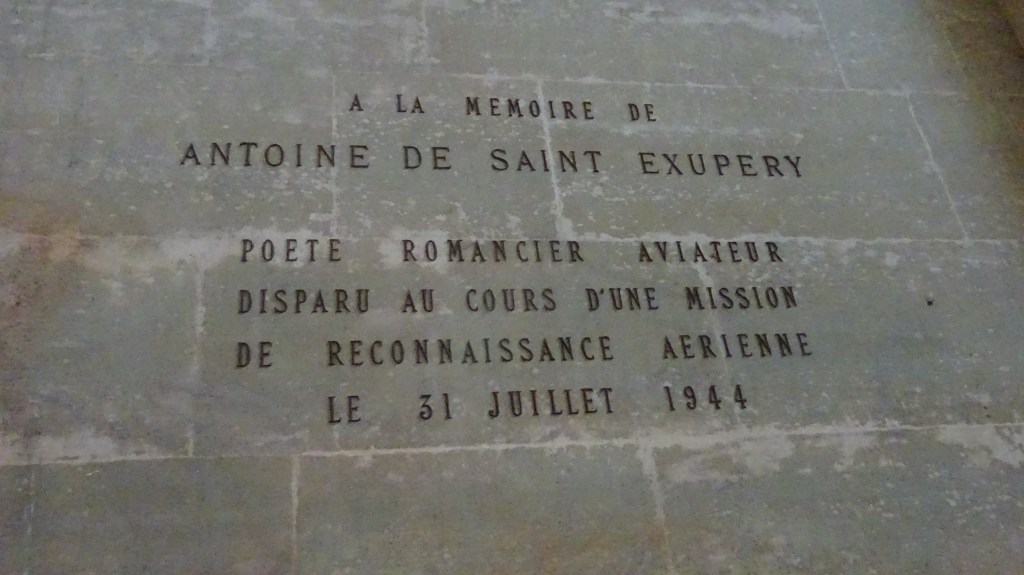 A LA MEMOIRE DE
ANTOINE DE SAINT EXUPERY
POETE ROMANCIER AVIATEUR
DISPARU AU COURS D'UNE MISSION
DE RECONNAISSANCE AERIENNE
LE 31 JUILLET 1944